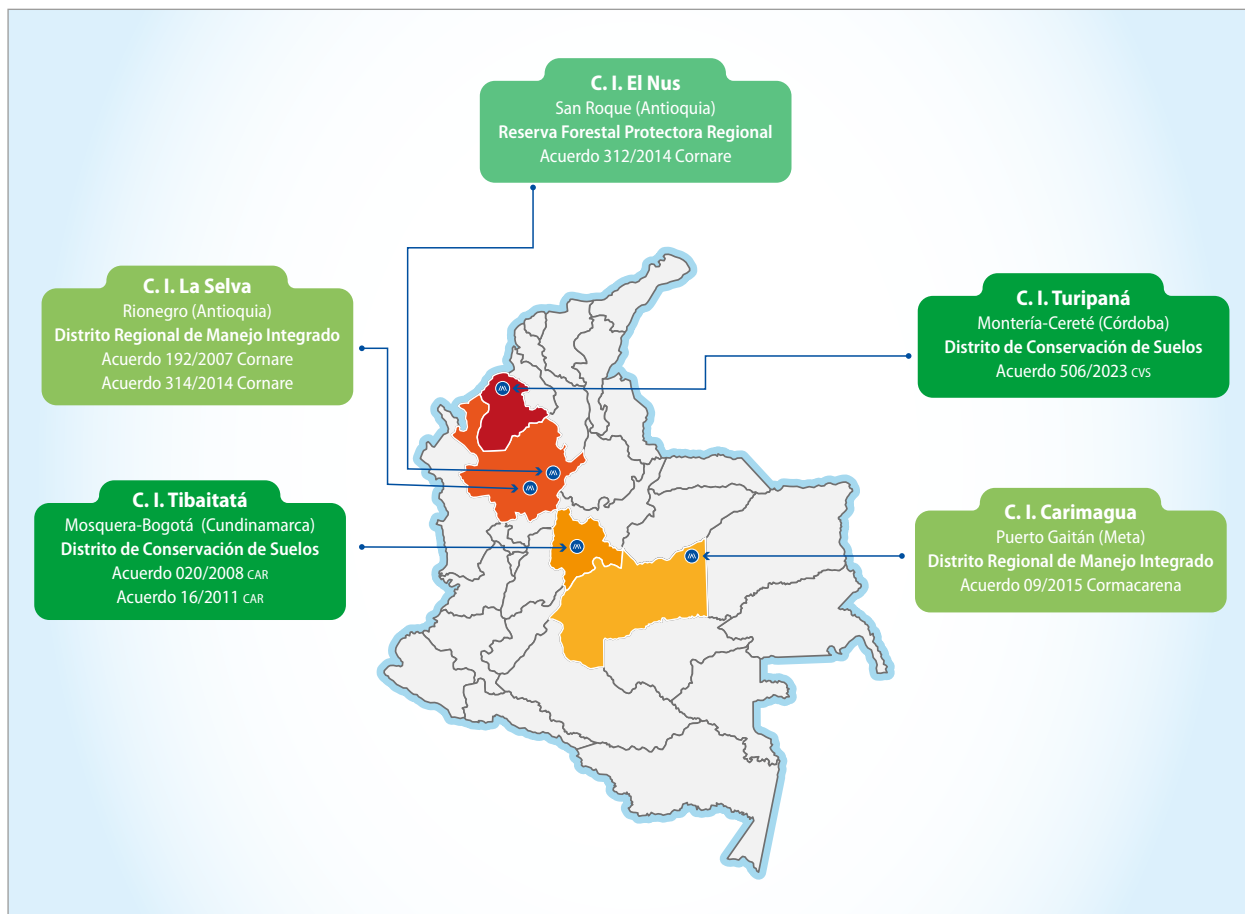 C. I. El Nus
San Roque (Antioquia)
Reserva Forestal Protectora Regional
Acuerdo 312/2014 Cornare
C. I. La Selva
Rionegro (Antioquia)
Distrito Regional de Manejo Integrado
Acuerdo 192/2007 Cornare
Acuerdo 314/2014 Cornare
C. I. Turipaná
Montería-Cereté (Córdoba)
Distrito de Conservación de Suelos
Acuerdo 506/2023 CVS
C. I. Tibaitatá
Mosquera-Bogotá (Cundinamarca)
Distrito de Conservación de Suelos
Acuerdo 020/2008 CAR
Acuerdo 16/2011 CAR
C. I. Carimagua
Puerto Gaitán (Meta)
Distrito Regional de Manejo Integrado
Acuerdo 09/2015 Cormacarena